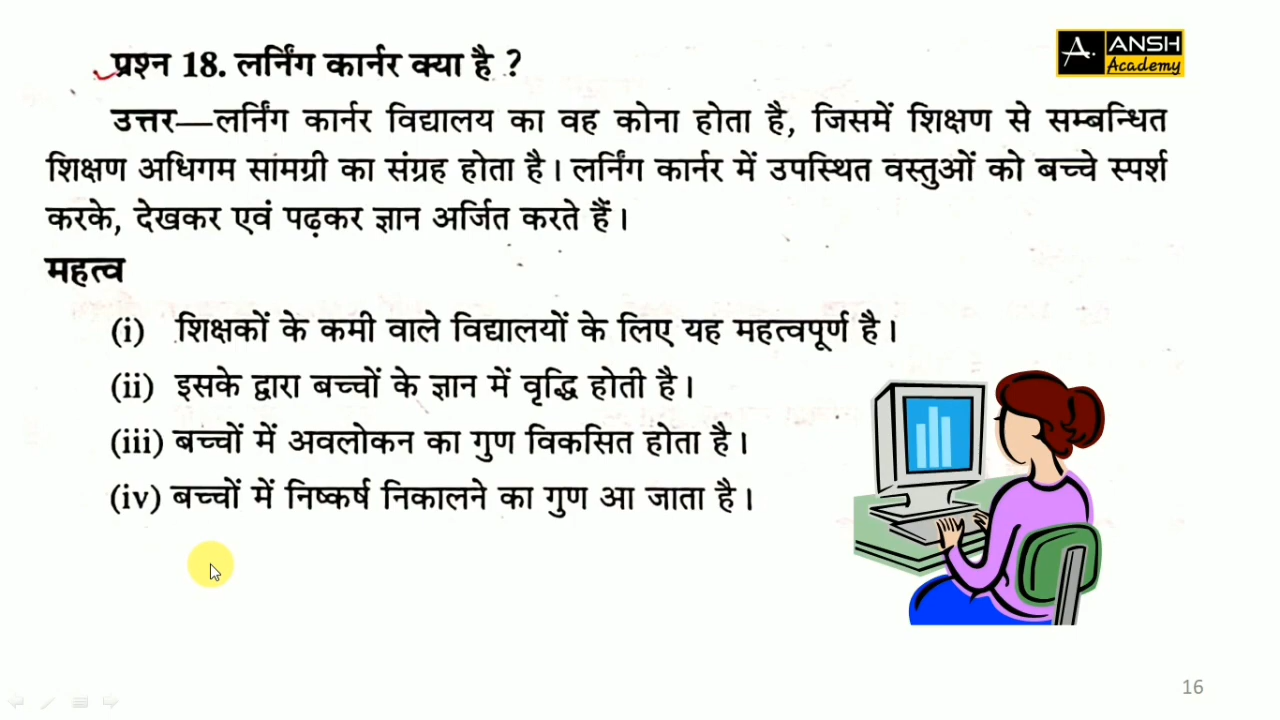 प्रश्न 18. लर्निंग कार्नर क्या है ?
A. ANSH Academy
उत्तर—लर्निंग कार्नर विद्यालय का वह कोना होता है, जिसमें शिक्षण से सम्बन्धित
शिक्षण अधिगम सामग्री का संग्रह होता है। लर्निंग कार्नर में उपस्थित वस्तुओं को बच्चे स्पर्श
करके, देखकर एवं पढ़कर ज्ञान अर्जित करते हैं।
महत्व
(i) शिक्षकों के कमी वाले विद्यालयों के लिए यह महत्वपूर्ण है।
(ii) इसके द्वारा बच्चों के ज्ञान में वृद्धि होती है।
(iii) बच्चों में अवलोकन का गुण विकसित होता है।
(iv) बच्चों में निष्कर्ष निकालने का गुण आ जाता है।
16